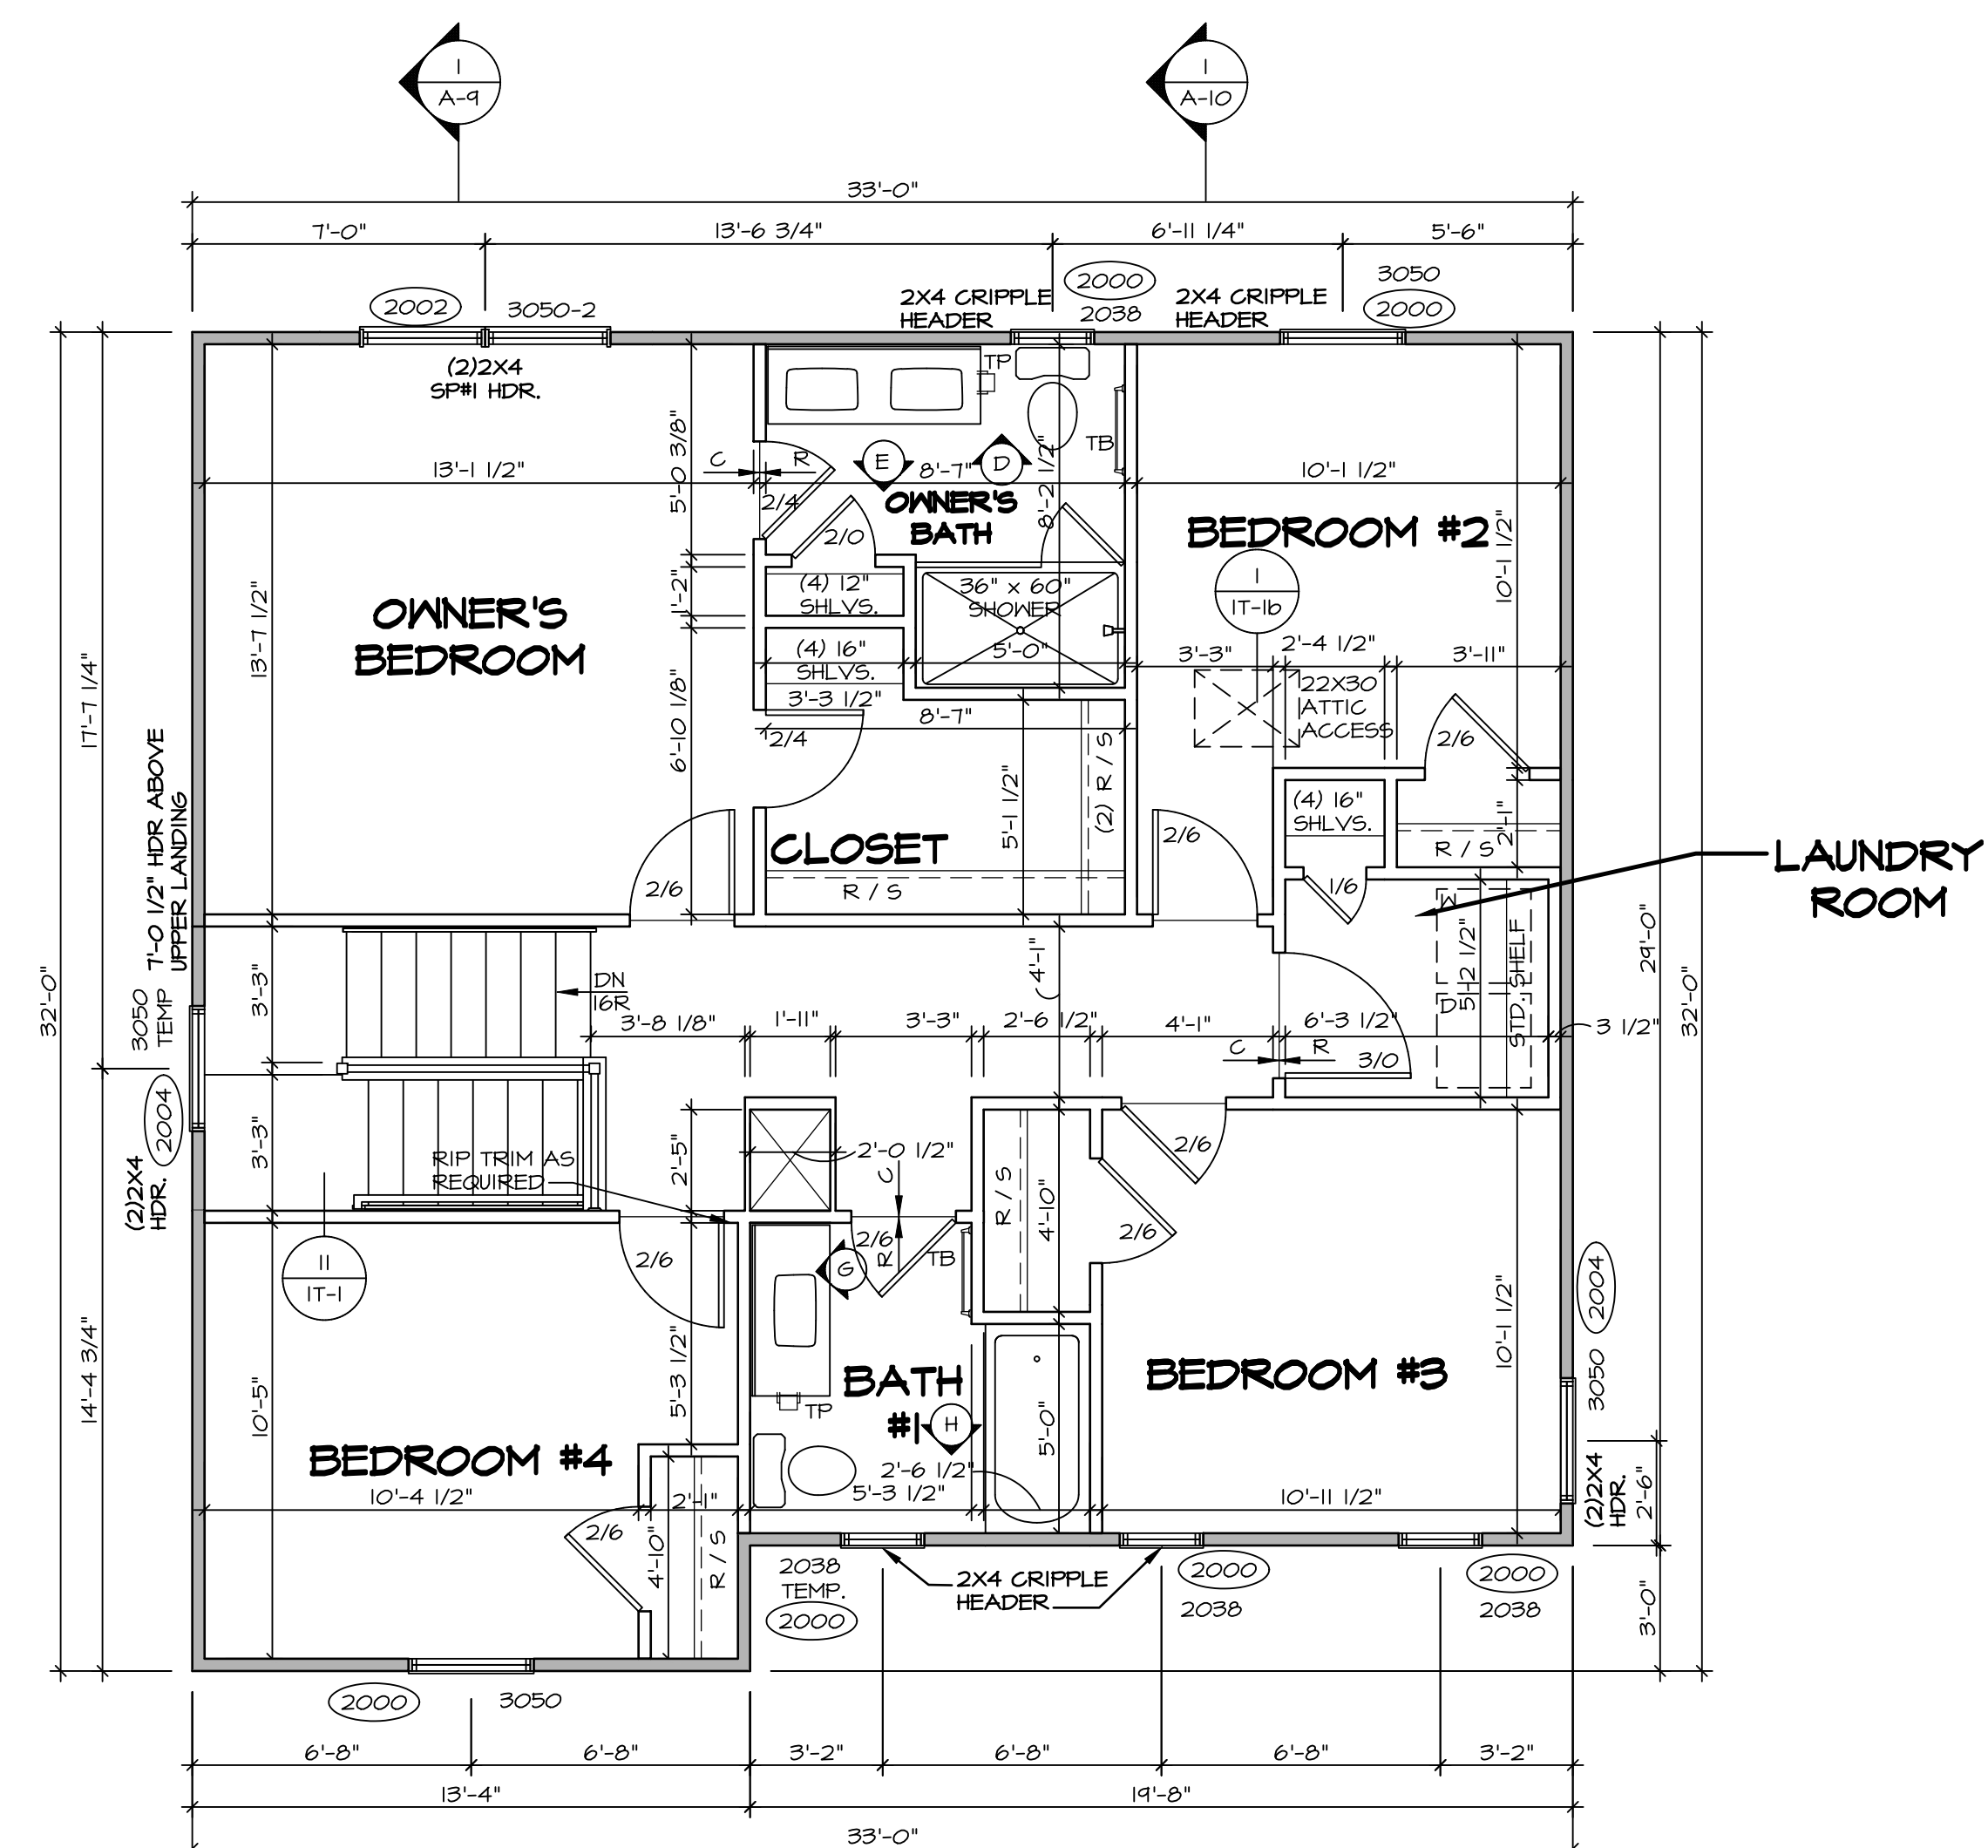 1
A-9
1
A-10
33'-0"
7'-0"
13'-6 3/4"
6'-11 1/4"
5'-6"
2002
3050-2
2X4 CRIPPLE
HEADER
2000
2038
2X4 CRIPPLE
HEADER
3050
2000
(2)2X4
SP#1 HDR.
TP
TB
13'-1 1/2"
5'-0 3/8"
C
R
2/4
E
8'-7"
D
8'-2 1/2"
OWNER'S
BATH
2/0
10'-1 1/2"
BEDROOM #2
10'-1 1/2"
1
IT-1b
(4) 12"
SHLVS.
36" x 60"
SHOWER
5'-0"
1'-2"
OWNER'S
BEDROOM
13'-7 1/2"
(4) 16"
SHLVS.
3'-3 1/2"
8'-7"
2/4
6'-10 1/8"
3'-3"
2'-4 1/2"
3'-11"
22X30
ATTIC
ACCESS
2/6
17'-7 1/4"
7'-0 1/2" HDR ABOVE
UPPER LANDING
5'-1 1/2"
(2) R / S
CLOSET
R / S
2/6
2/6
(4) 16"
SHLVS.
R / S
2'-1"
1/6
LAUNDRY
ROOM
W
D
5'-2 1/2"
STD. SHELF
29'-0"
32'-0"
32'-0"
3050
TEMP
2004
(2)2X4
HDR.
3'-3"
DN
16R
4'-1"
3'-8 1/8"
1'-11"
3'-3"
2'-6 1/2"
4'-1"
6'-3 1/2"
3 1/2"
C
R
3/0
3'-3"
RIP TRIM AS
REQUIRED
2'-5"
2'-0 1/2"
C
R
2/6
2/6
11
IT-1
2/6
G
TB
R / S
4'-10"
2/6
14'-4 3/4"
10'-5"
5'-3 1/2"
TP
BATH
#1
H
5'-0"
BEDROOM #3
10'-1 1/2"
2004
3050
(2)2X4
HDR.
2'-6"
BEDROOM #4
10'-4 1/2"
2'-1"
2'-6 1/2"
5'-3 1/2"
10'-11 1/2"
2/6
4'-10"
R / S
2038
TEMP.
2000
2X4 CRIPPLE
HEADER
2000
2038
2000
2038
3'-0"
2000
3050
6'-8"
6'-8"
3'-2"
6'-8"
6'-8"
3'-2"
13'-4"
19'-8"
33'-0"